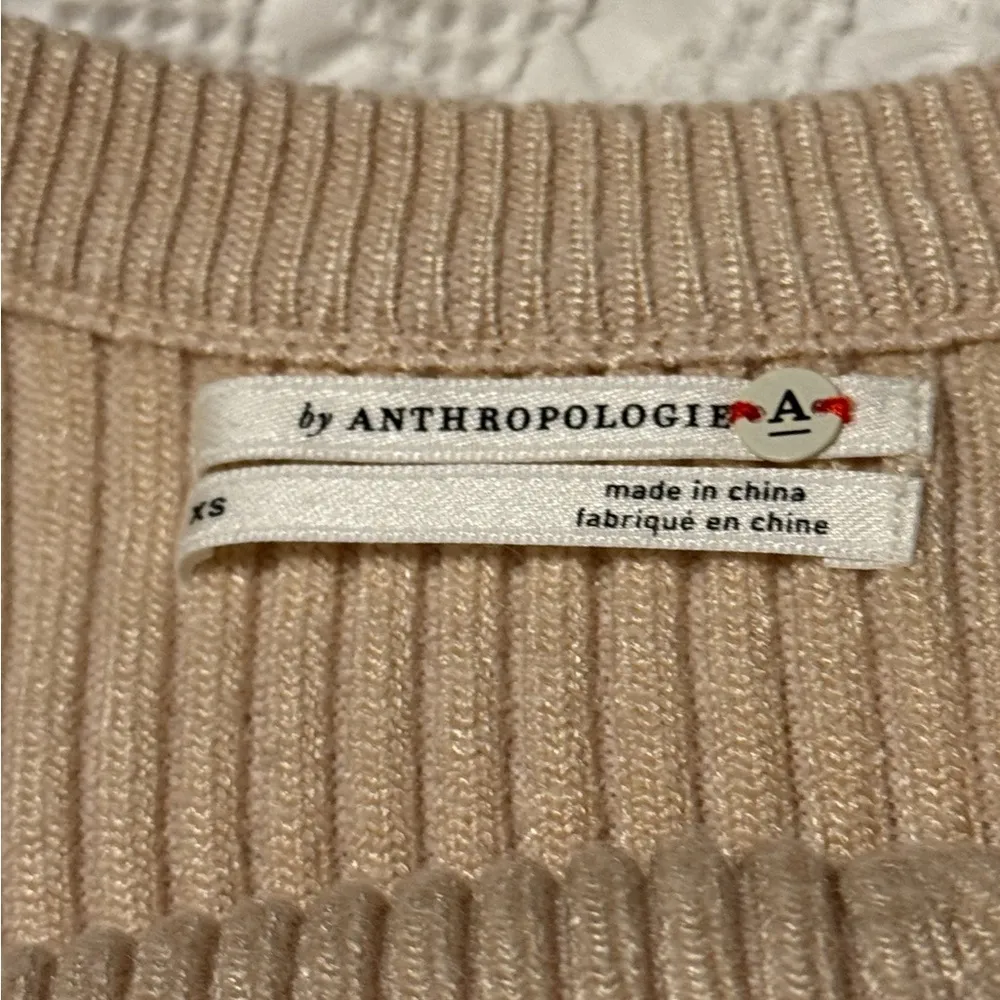 by ANTHROPOLOGIE A
xs
made in china
fabriqué en chine